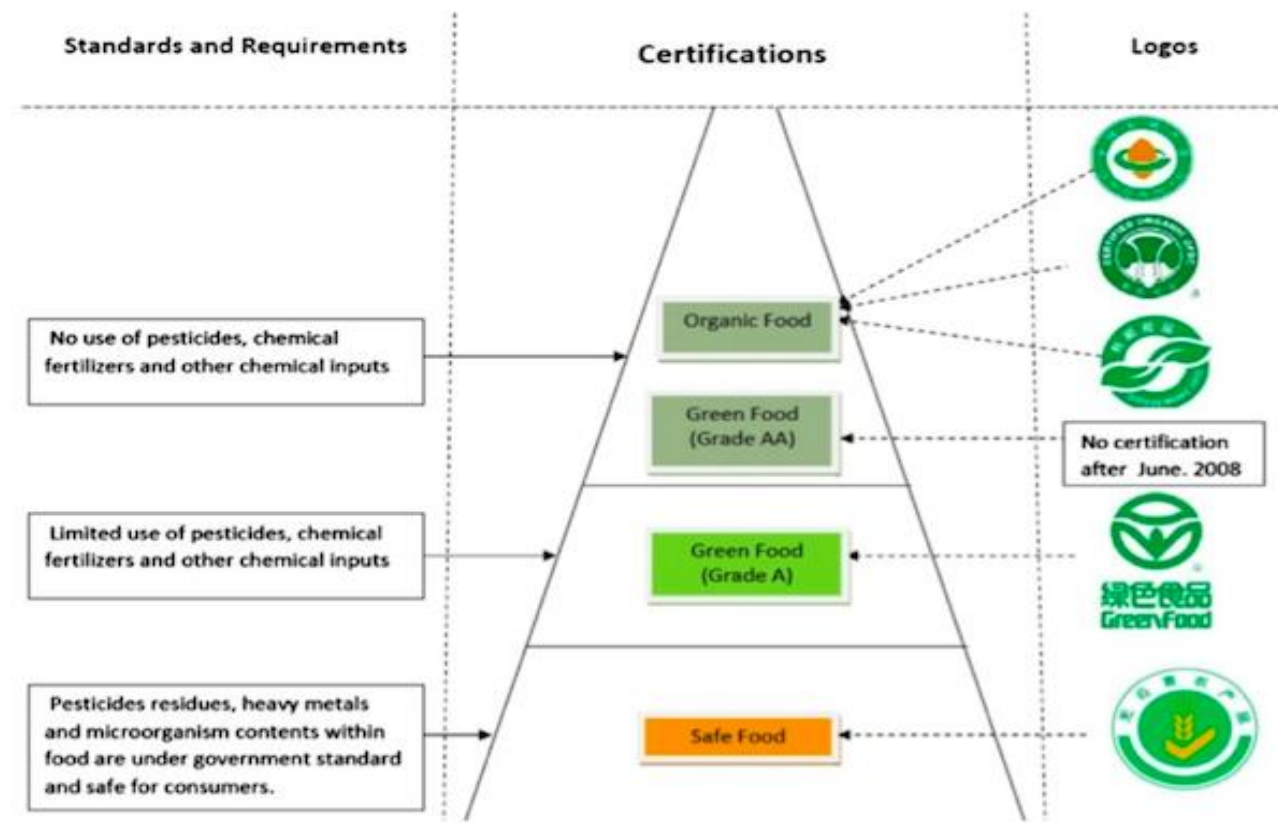 Standards and Requirements
Certifications
Logos
No use of pesticides, chemical
fertilizers and other chemical inputs
Organic Food
Green Food
(Grade AA)
No certification
after June. 2008
Limited use of pesticides, chemical
fertilizers and other chemical inputs
Green Food
(Grade A)
绿色食品
GreenFood
Pesticides residues, heavy metals
and microorganism contents within
food are under government standard
and safe for consumers.
Safe Food